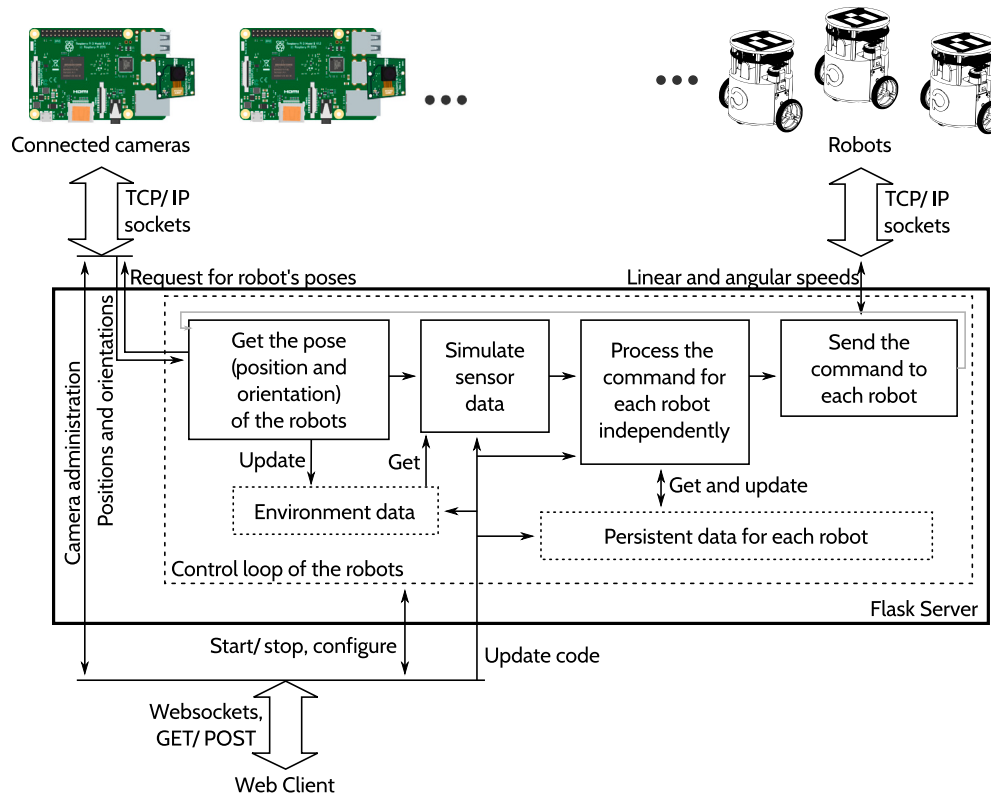 Connected cameras
Robots
TCP/ IP
sockets
TCP/ IP
sockets
Request for robot's poses
Linear and angular speeds
Camera administration
Positions and orientations
Get the pose
(position and
orientation)
of the robots
Simulate
sensor
data
Process the
command for
each robot
independently
Send the
command to
each robot
Update
Get
Get and update
Environment data
Persistent data for each robot
Control loop of the robots
Flask Server
Start/ stop, configure
Update code
Websockets,
GET/ POST
Web Client